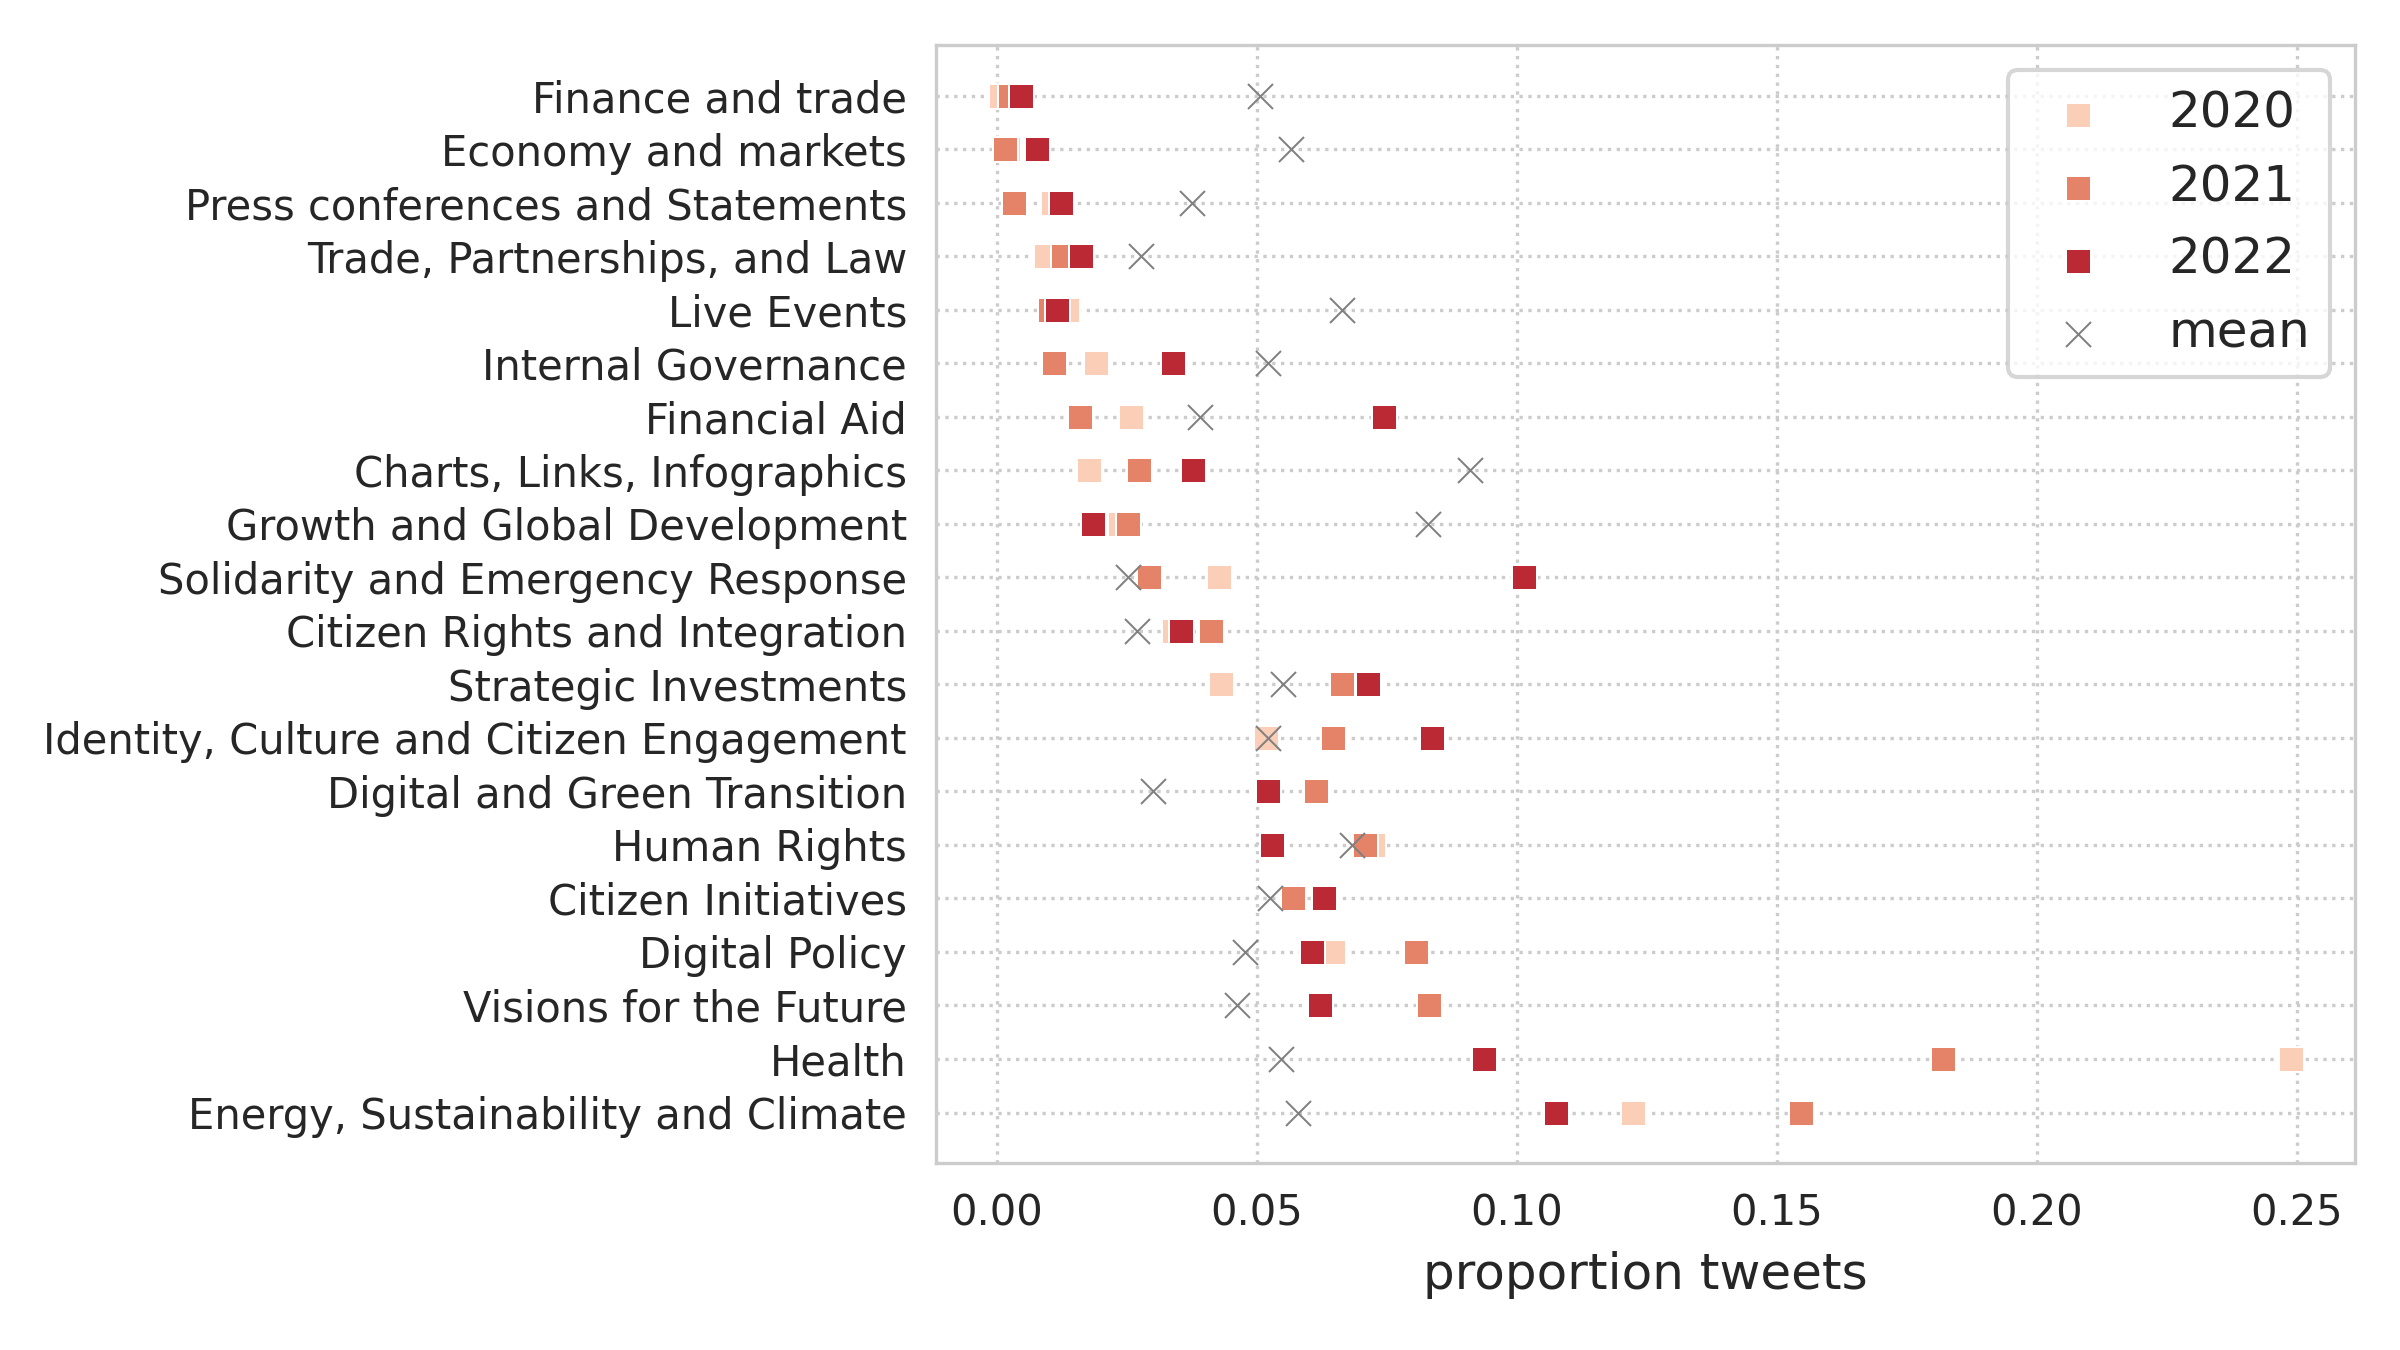 Finance and trade
Economy and markets
Press conferences and Statements
Trade, Partnerships, and Law
Live Events
Internal Governance
Financial Aid
Charts, Links, Infographics
Growth and Global Development
Solidarity and Emergency Response
Citizen Rights and Integration
Strategic Investments
Identity, Culture and Citizen Engagement
Digital and Green Transition
Human Rights
Citizen Initiatives
Digital Policy
Visions for the Future
Health
Energy, Sustainability and Climate
2020
2021
2022
mean
0.00 0.05 0.10 0.15 0.20 0.25
proportion tweets